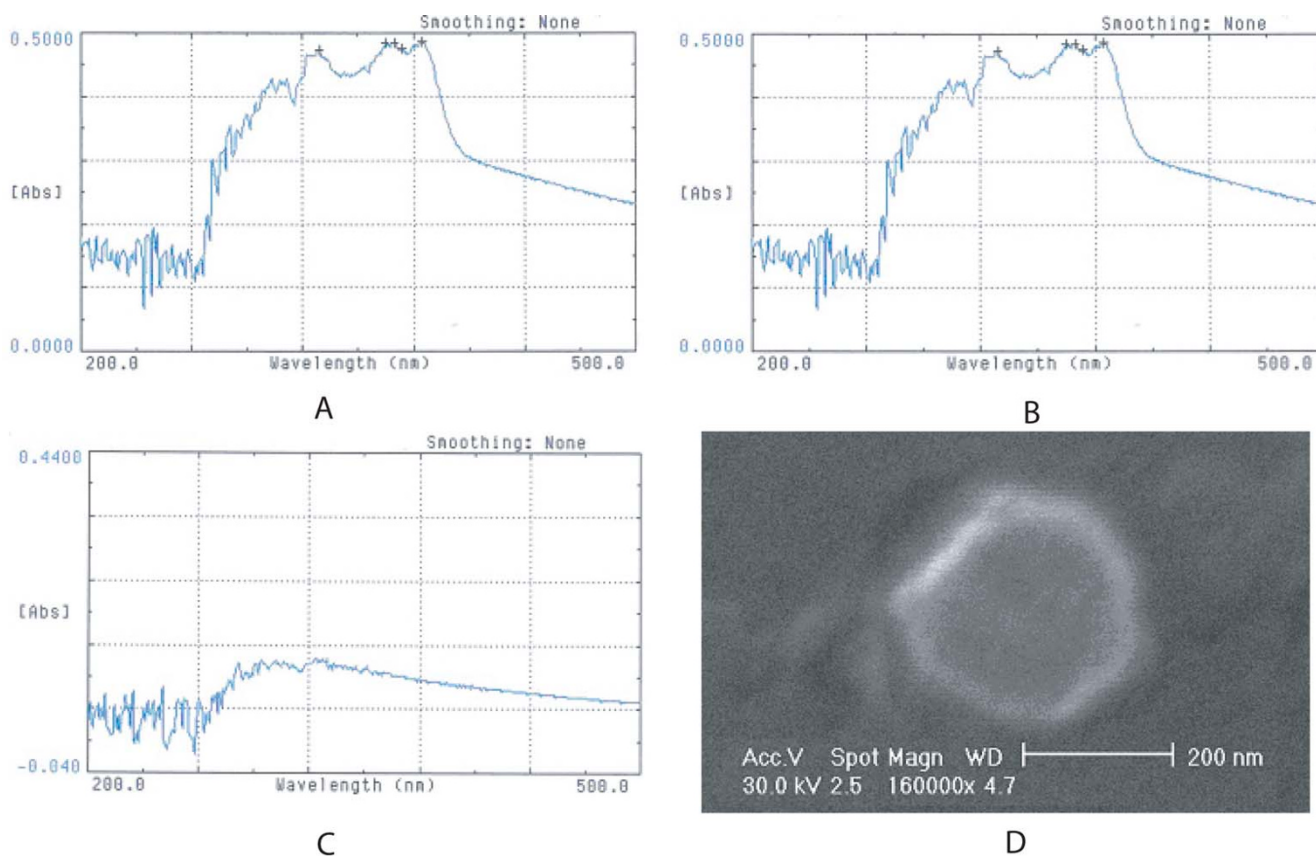 Smoothing: None
0.5000
[Abs]
0.0000
200.0 Wavelength (nm) 500.0
A
Smoothing: None
0.5000
[Abs]
0.0000
200.0 Wavelength (nm) 500.0
B
Smoothing: None
0.4400
[Abs]
-0.040
200.0 Wavelength (nm) 500.0
C
Acc.V Spot Magn WD 200 nm
30.0 kV 2.5 160000x 4.7
D